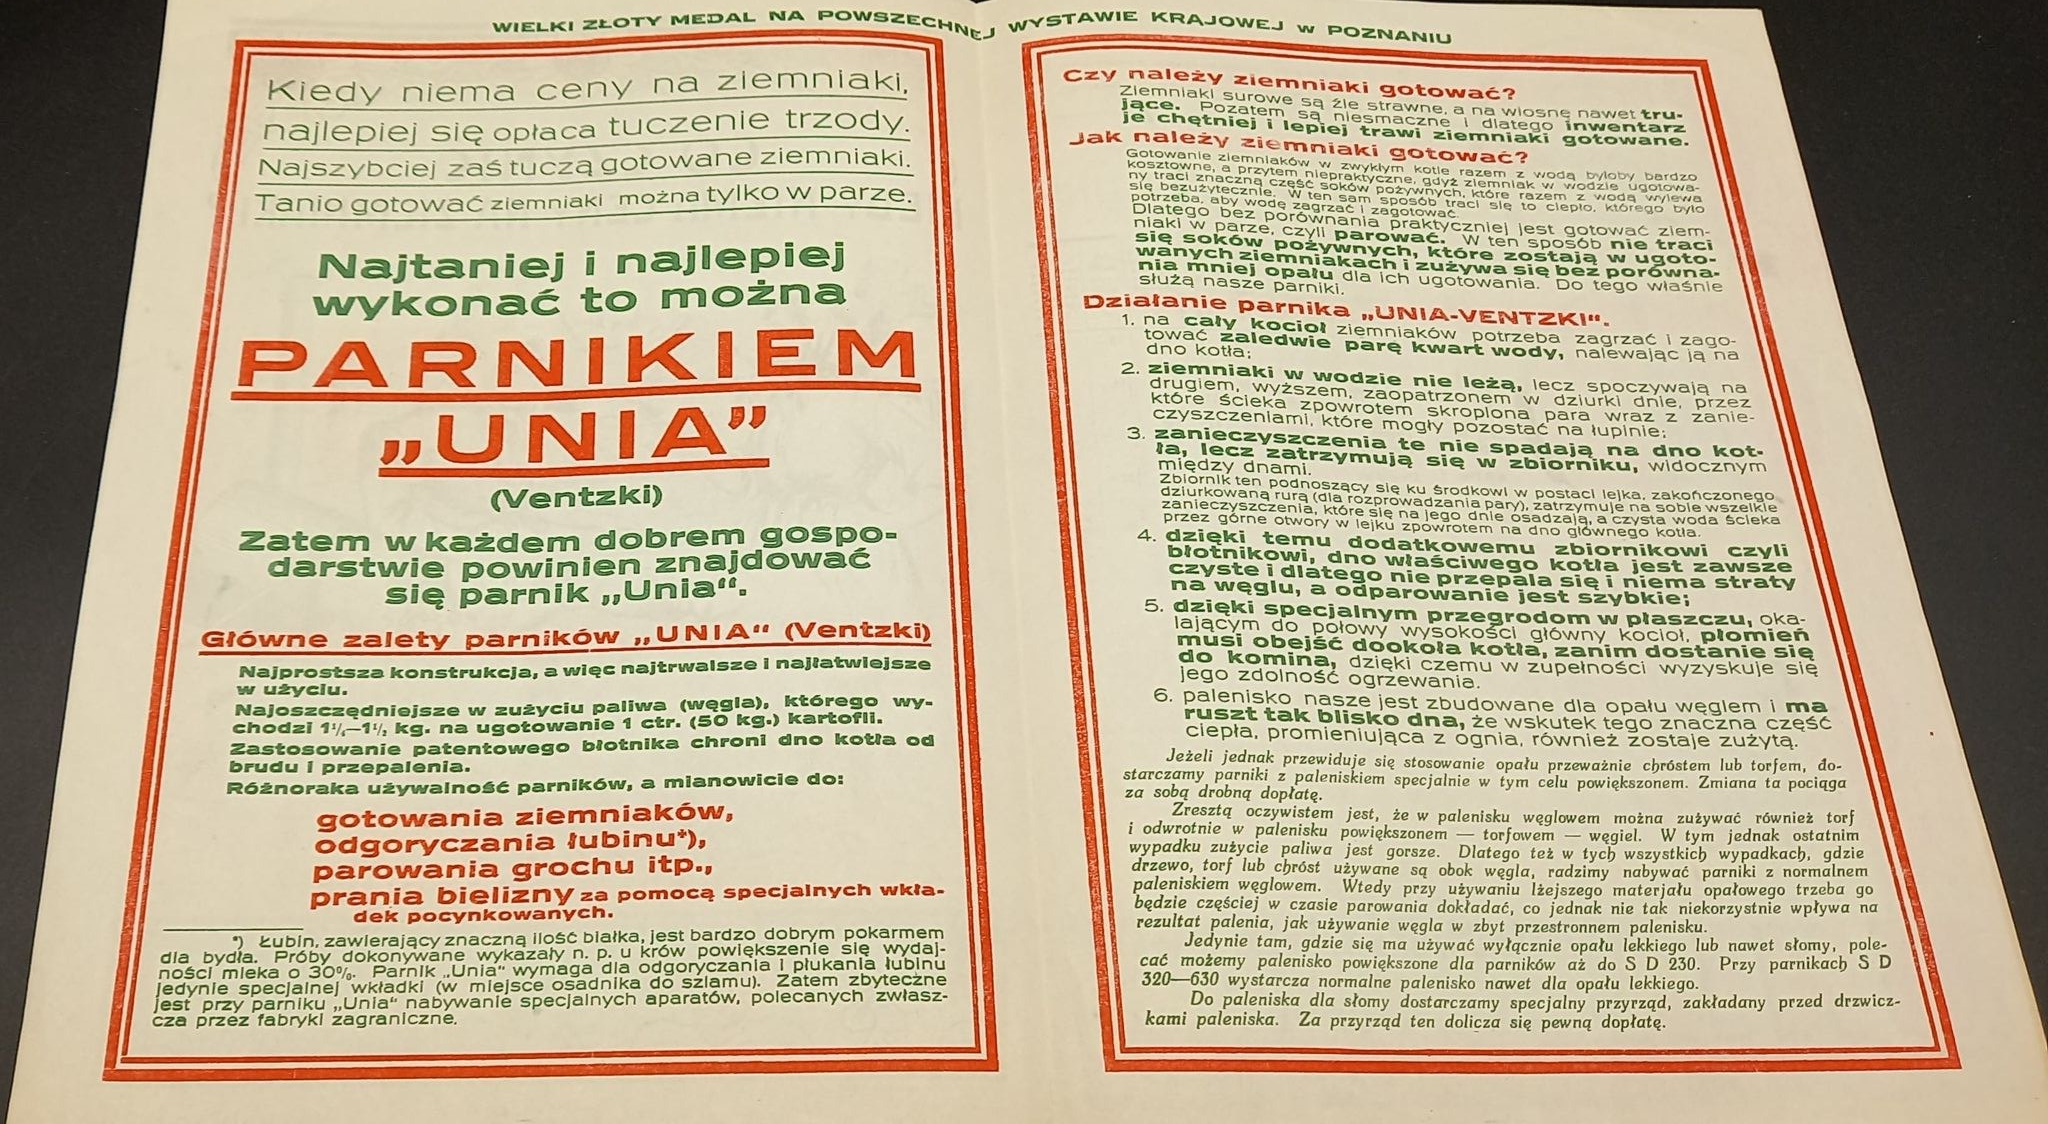 WIELKI ZŁOTY MEDAL NA POWSZECHNEJ WYSTAWIE KRAJOWEJ w POZNANIU
Kiedy niema ceny na ziemniaki,
najlepiej się opłaca tuczenie trzody.
Najszybciej zaś tuczą gotowane ziemniaki.
Tanio gotować ziemniaki można tylko w parze.
Najtaniej i najlepiej
wykonać to można
PARNIKIEM
„UNIA”
(Ventzki)
Zatem w każdem dobrem gospo-
darstwie powinien znajdować
się parnik „Unia“.
Główne zalety parników „UNIA“ (Ventzki)
Najprostsza konstrukcja, a więc najtrwalsze i najłatwiejsze
w użyciu.
Najoszczędniejsze w zużyciu paliwa (węgla), którego wy-
chodzi 1¼—1½ kg. na ugotowanie 1 ctr. (50 kg.) kartofli.
Zastosowanie patentowego błotnika chroni dno kotła od
brudu i przepalenia.
Różnoraka używalność parników, a mianowicie do:
gotowania ziemniaków,
odgoryczania łubinu*),
parowania grochu itp.,
prania bielizny za pomocą specjalnych wkła-
dek pocynkowanych.
*) Łubin, zawierający znaczną ilość białka, jest bardzo dobrym pokarmem
dla bydła. Próby dokonywane wykazały n. p. u krów powiększenie się wydaj-
ności mleka o 30%. Parnik „Unia“ wymaga dla odgoryczania i płukania łubinu
jedynie specjalnej wkładki (w miejsce osadnika do szlamu). Zatem zbyteczne
jest przy parniku „Unia“ nabywanie specjalnych aparatów, polecanych zwłasz-
cza przez fabryki zagraniczne.
Czy należy ziemniaki gotować?
Ziemniaki surowe są źle strawne, a na wiosnę nawet tru-
jące. Pozatem są niesmaczne i dlatego inwentarz
je chętniej i lepiej trawi ziemniaki gotowane.
Jak należy ziemniaki gotować?
Gotowanie ziemniaków w zwykłym kotle razem z wodą byłoby bardzo
kosztowne, a przytem niepraktyczne, gdyż ziemniak w wodzie ugotowa-
ny traci znaczną część soków pożywnych, które razem z wodą wylewa
się bezużytecznie. W ten sam sposób traci się to ciepło, którego było
potrzeba, aby wodę zagrzać i zagotować.
Dlatego bez porównania praktyczniej jest gotować ziem-
niaki w parze, czyli parować. W ten sposób nie traci
się soków pożywnych, które zostają w ugoto-
wanych ziemniakach i zużywa się bez porówna-
nia mniej opału dla ich ugotowania. Do tego właśnie
służą nasze parniki.
Działanie parnika „UNIA-VENTZKI“.
1. na cały kocioł ziemniaków potrzeba zagrzać i zago-
tować zaledwie parę kwart wody, nalewając ją na
dno kotła;
2. ziemniaki w wodzie nie leżą, lecz spoczywają na
drugiem, wyższem, zaopatrzonem w dziurki dnie, przez
które ścieka zpowrotem skroplona para wraz z zanie-
czyszczeniami, które mogły pozostać na łupinie;
3. zanieczyszczenia te nie spadają na dno kot-
ła, lecz zatrzymują się w zbiorniku, widocznym
między dnami.
Zbiornik ten podnoszący się ku środkowi w postaci lejka, zakończonego
dziurkowaną rurą (dla rozprowadzania pary), zatrzymuje na sobie wszelkie
zanieczyszczenia, które się na jego dnie osadzają, a czysta woda ścieka
przez górne otwory w lejku zpowrotem na dno głównego kotła.
4. dzięki temu dodatkowemu zbiornikowi czyli
błotnikowi, dno właściwego kotła jest zawsze
czyste i dlatego nie przepala się i niema straty
na węglu, a odparowanie jest szybkie;
5. dzięki specjalnym przegrodom w płaszczu, oka-
lającym do połowy wysokości główny kocioł, płomień
musi obejść dookoła kotła, zanim dostanie się
do komina, dzięki czemu w zupełności wyzyskuje się
jego zdolność ogrzewania.
6. palenisko nasze jest zbudowane dla opału węglem i ma
ruszt tak blisko dna, że wskutek tego znaczna część
ciepła, promieniująca z ognia, również zostaje zużytą.
Jeżeli jednak przewiduje się stosowanie opału przeważnie chróstem lub torfem, do-
starczamy parniki z paleniskiem specjalnie w tym celu powiększonem. Zmiana ta pociąga
za sobą drobną dopłatę.
Zresztą oczywistem jest, że w palenisku węglowem można zużywać również torf
i odwrotnie w palenisku powiększonem — torfowem — węgiel. W tym jednak ostatnim
wypadku zużycie paliwa jest gorsze. Dlatego też w tych wszystkich wypadkach, gdzie
drzewo, torf lub chróst używane są obok węgla, radzimy nabywać parniki z normalnem
paleniskiem węglowem. Wtedy przy używaniu lżejszego materjału opałowego trzeba go
będzie częściej w czasie parowania dokładać, co jednak nie tak niekorzystnie wpływa na
rezultat palenia, jak używanie węgla w zbyt przestronnem palenisku.
Jedynie tam, gdzie się ma używać wyłącznie opału lekkiego lub nawet słomy, pole-
cać możemy palenisko powiększone dla parników aż do S D 230. Przy parnikach S D
320—630 wystarcza normalne palenisko nawet dla opału lekkiego.
Do paleniska dla słomy dostarczamy specjalny przyrząd, zakładany przed drzwicz-
kami paleniska. Za przyrząd ten dolicza się pewną dopłatę.